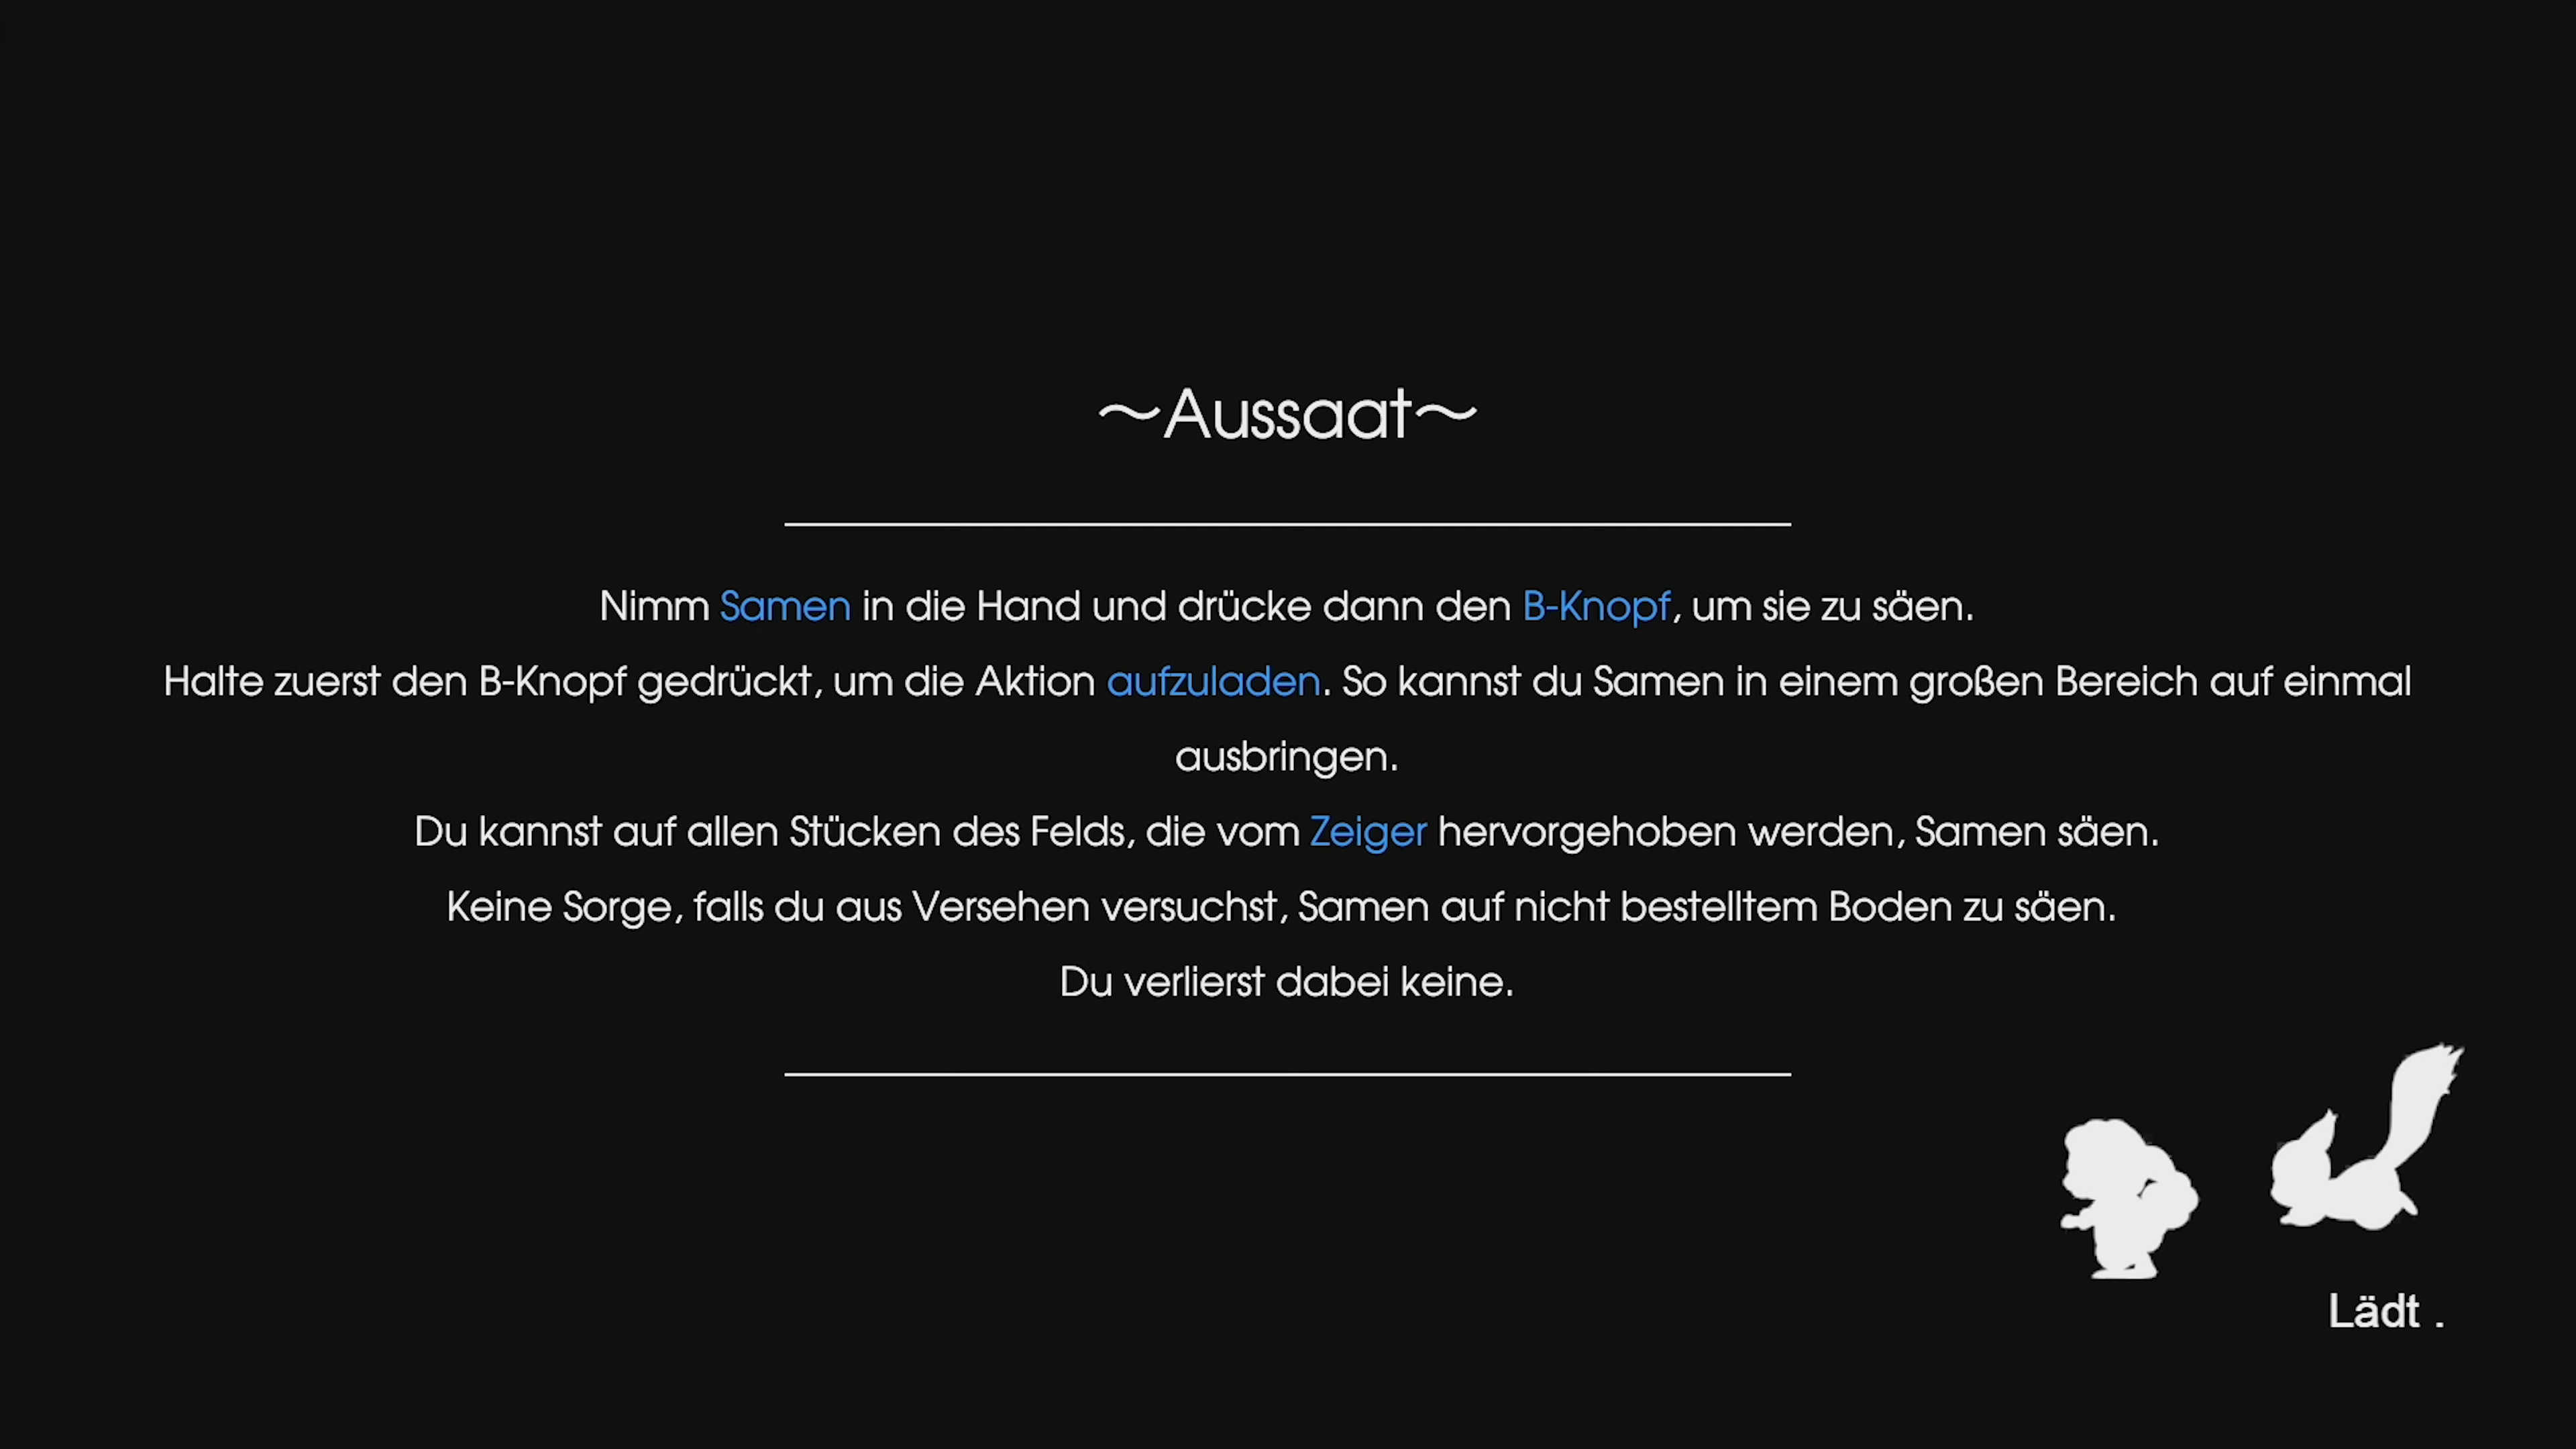 ～Aussaat～
Nimm Samen in die Hand und drücke dann den B-Knopf, um sie zu säen.
Halte zuerst den B-Knopf gedrückt, um die Aktion aufzuladen. So kannst du Samen in einem großen Bereich auf einmal
ausbringen.
Du kannst auf allen Stücken des Felds, die vom Zeiger hervorgehoben werden, Samen säen.
Keine Sorge, falls du aus Versehen versuchst, Samen auf nicht bestelltem Boden zu säen.
Du verlierst dabei keine.
Lädt .